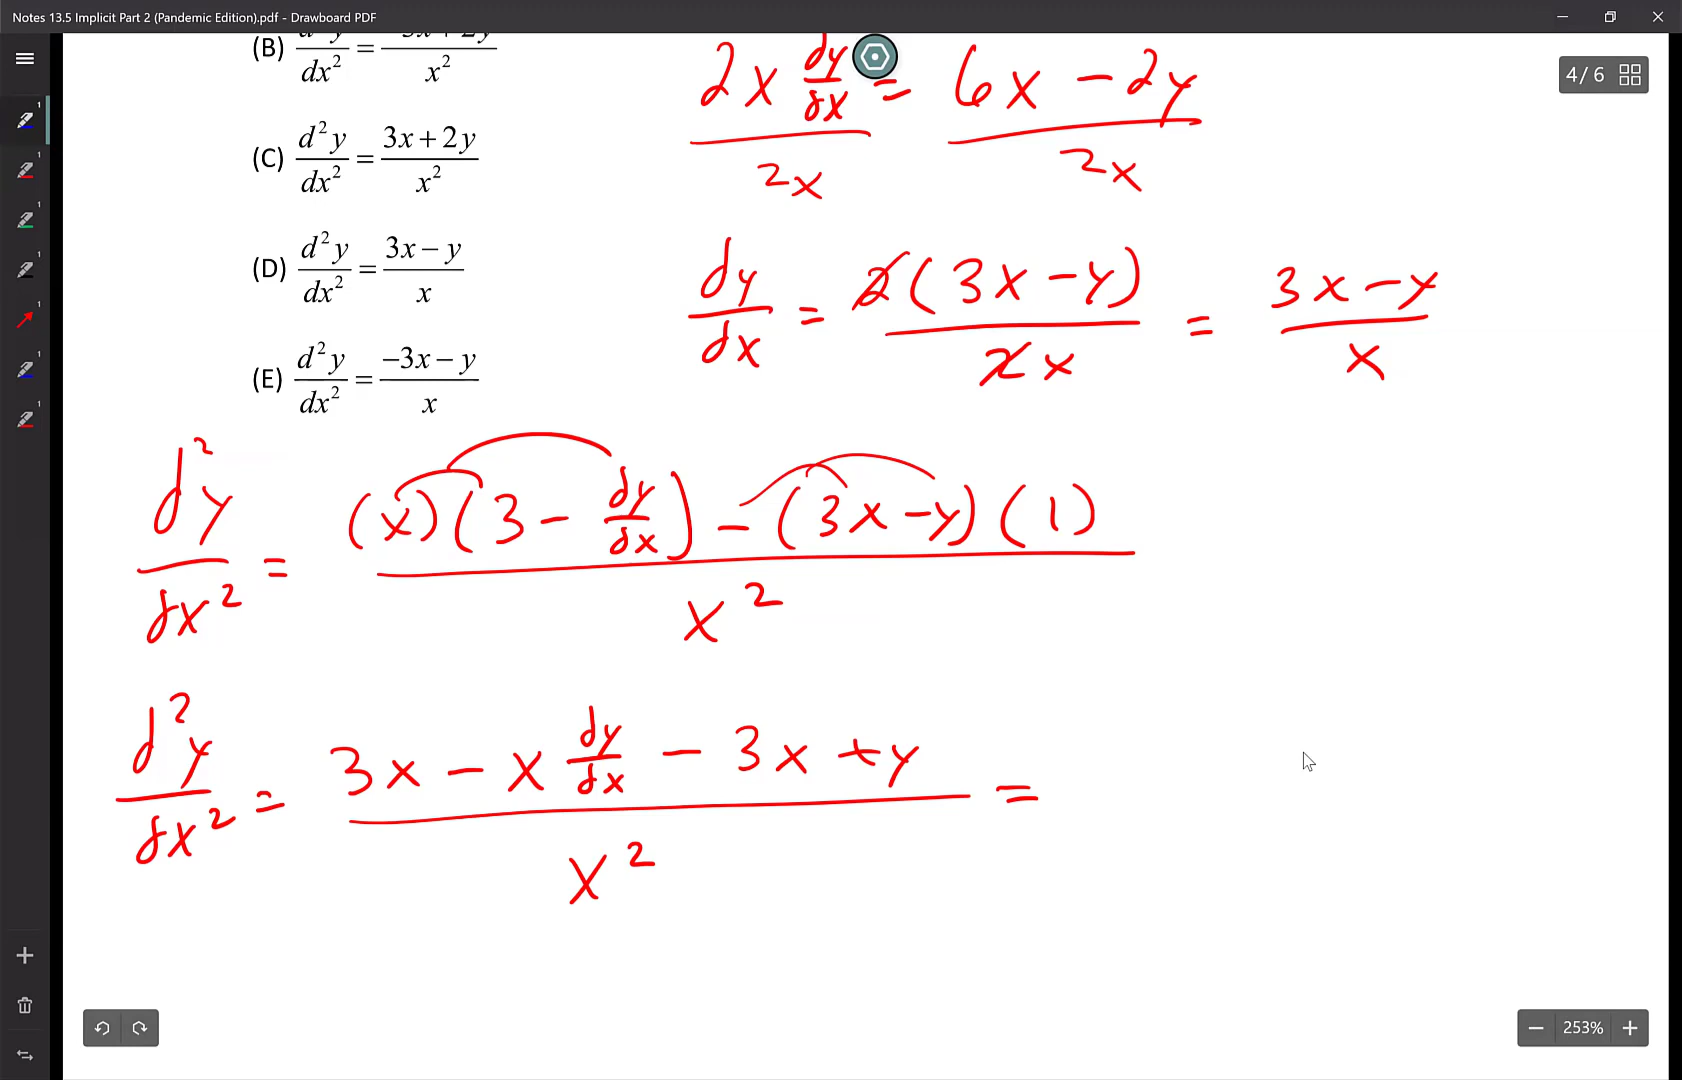 Notes 13.5 Implicit Part 2 (Pandemic Edition).pdf - Drawboard PDF
4 / 6
(B) d²y/dx² = -3x + 2y/x²
(C) d²y/dx² = 3x + 2y/x²
(D) d²y/dx² = 3x − y/x
(E) d²y/dx² = −3x − y/x
2x dy/dx / 2x = 6x − 2y / 2x
dy/dx = 2(3x − y) / 2x = 3x − y / x
d²y/dx² = (x)(3 − dy/dx) − (3x − y)(1) / x²
d²y/dx² = 3x − x dy/dx − 3x + y / x² =
253%